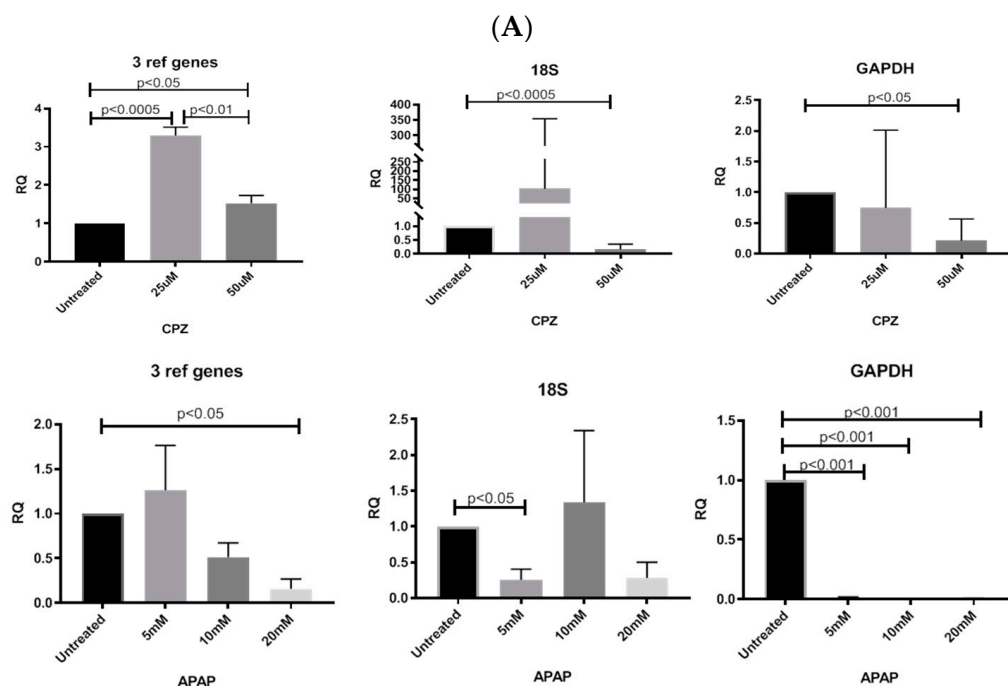 (A)
3 ref genes
p<0.05
p<0.0005 p<0.01
RQ
4
3
2
1
0
Untreated
25uM
50uM
CPZ
18S
p<0.0005
RQ
400
350
300
250
200
150
100
50
1.0
0.5
0.0
Untreated
25uM
50uM
CPZ
GAPDH
p<0.05
RQ
2.5
2.0
1.5
1.0
0.5
0.0
Untreated
25uM
50uM
CPZ
3 ref genes
p<0.05
RQ
2.0
1.5
1.0
0.5
0.0
Untreated
5mM
10mM
20mM
APAP
18S
p<0.05
RQ
2.5
2.0
1.5
1.0
0.5
0.0
Untreated
5mM
10mM
20mM
APAP
GAPDH
p<0.001
p<0.001
p<0.001
RQ
1.5
1.0
0.5
0.0
Untreated
5mM
10mM
20mM
APAP